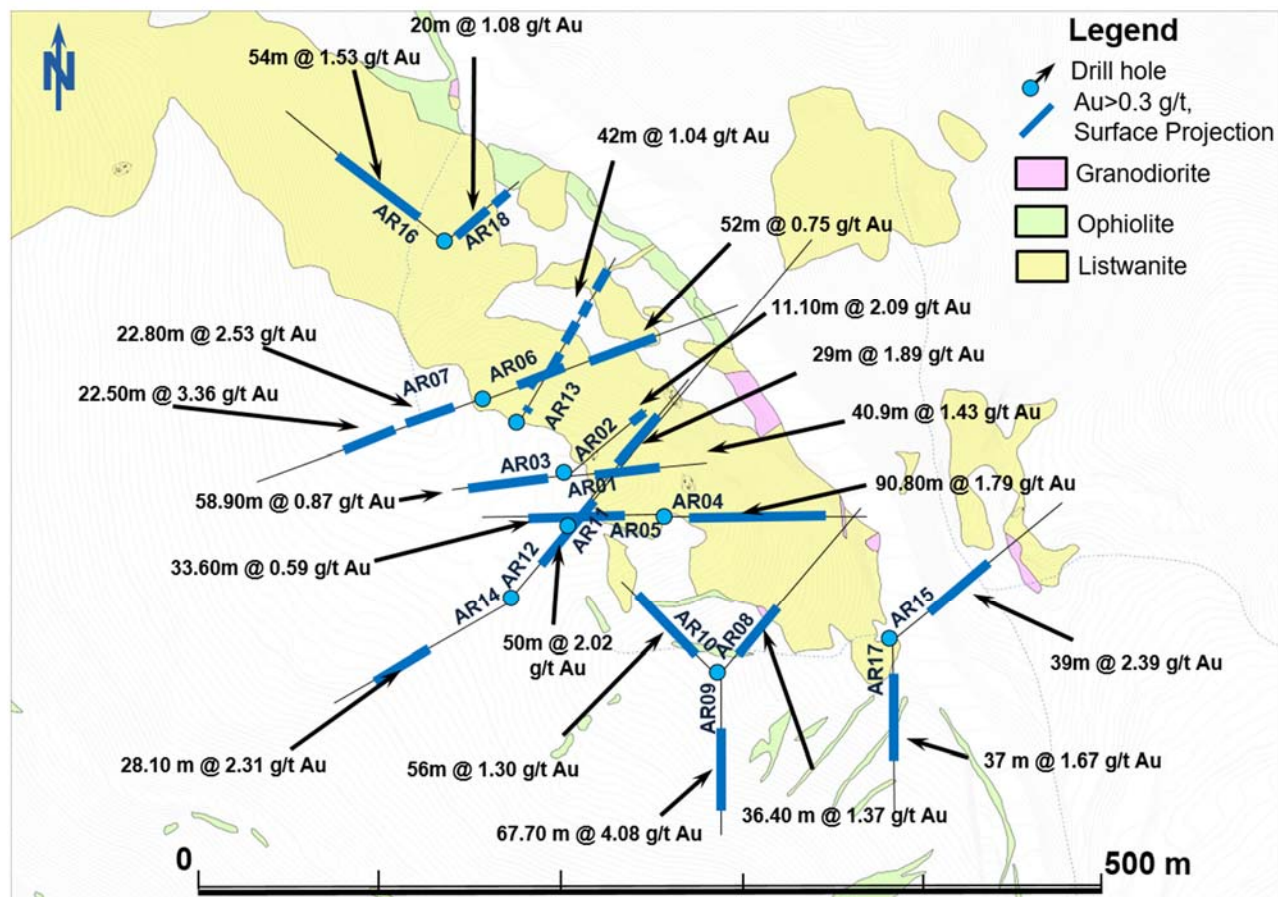 N
20m @ 1.08 g/t Au
54m @ 1.53 g/t Au
42m @ 1.04 g/t Au
52m @ 0.75 g/t Au
11.10m @ 2.09 g/t Au
29m @ 1.89 g/t Au
40.9m @ 1.43 g/t Au
90.80m @ 1.79 g/t Au
22.80m @ 2.53 g/t Au
22.50m @ 3.36 g/t Au
58.90m @ 0.87 g/t Au
33.60m @ 0.59 g/t Au
50m @ 2.02
g/t Au
28.10 m @ 2.31 g/t Au
56m @ 1.30 g/t Au
67.70 m @ 4.08 g/t Au
36.40 m @ 1.37 g/t Au
37 m @ 1.67 g/t Au
39m @ 2.39 g/t Au
AR16
AR18
AR06
AR07
AR13
AR02
AR03
AR01
AR04
AR05
AR11
AR12
AR14
AR10
AR08
AR09
AR15
AR17
Legend
Drill hole
Au>0.3 g/t,
Surface Projection
Granodiorite
Ophiolite
Listwanite
0
500 m